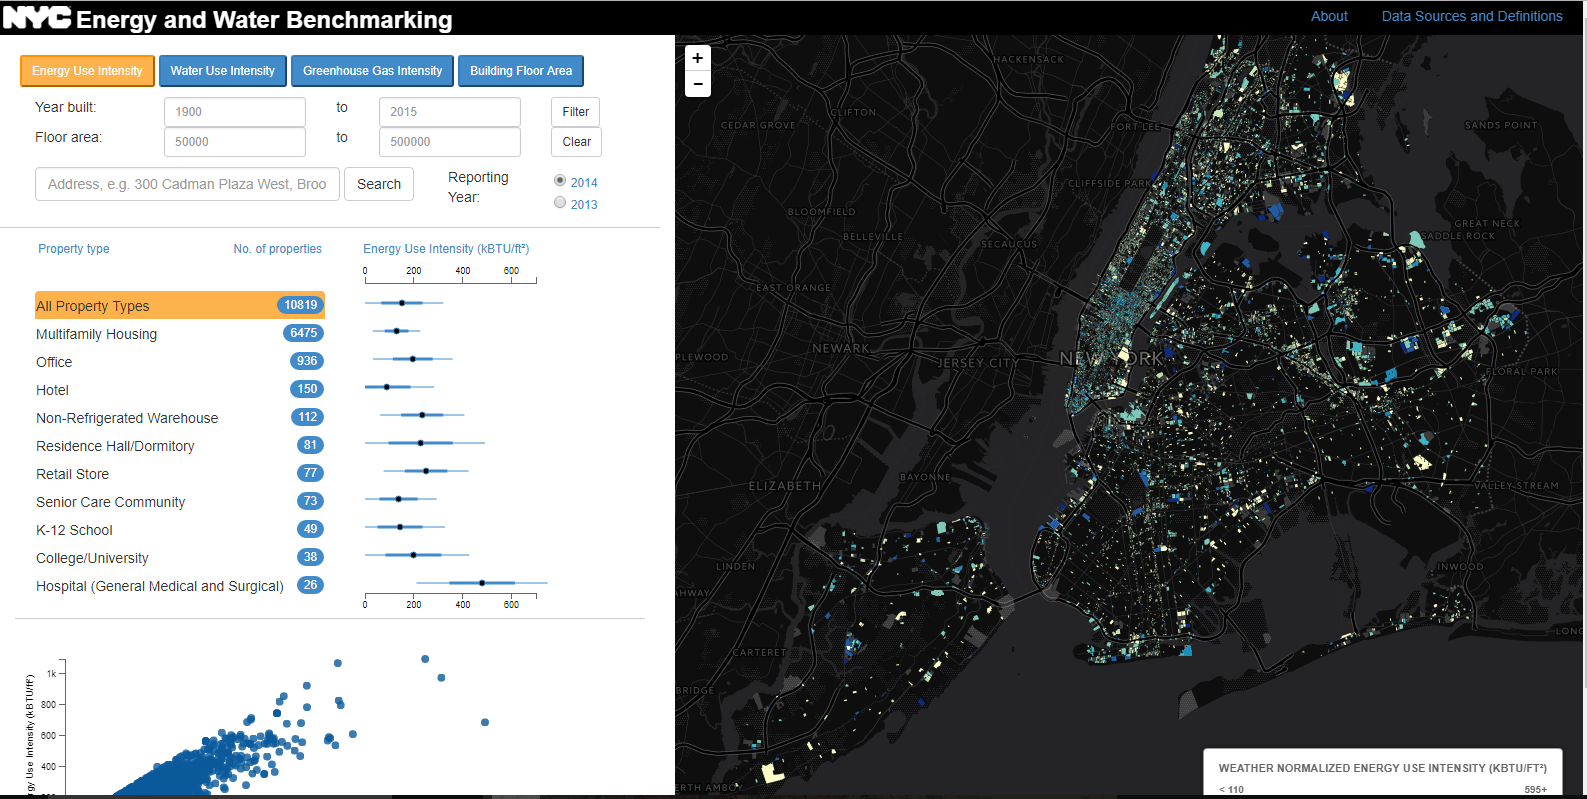 NYC Energy and Water Benchmarking
About Data Sources and Definitions
Energy Use Intensity Water Use Intensity Greenhouse Gas Intensity Building Floor Area
Year built: 1900 to 2015 Filter
Floor area: 50000 to 500000 Clear
Address, e.g. 300 Cadman Plaza West, Broo Search
Reporting Year:
2014
2013
Property type No. of properties Energy Use Intensity (kBTU/ft²)
0 200 400 600
All Property Types 10819
Multifamily Housing 6475
Office 936
Hotel 150
Non-Refrigerated Warehouse 112
Residence Hall/Dormitory 81
Retail Store 77
Senior Care Community 73
K-12 School 49
College/University 38
Hospital (General Medical and Surgical) 26
0 200 400 600
1k
800
600
400
gy Use Intensity (kBTU/ft²)
+
−
HACKENSACK
CLIFTON
CEDAR GROVE
FORT LEE
SANDS POINT
CLIFFSIDE PARK
BLOOMFIELD
GREAT NECK
BELLEVILLE
SADDLE ROCK
SECAUCUS
EAST ORANGE
NEWARK
PLEWOOD
JERSEY CITY
NEW YORK
FLORAL PARK
BAYONNE
ELIZABETH
VALLEY STREAM
LINDEN
INWOOD
HWAY
LONG
CARTERET
BRIDGE
ERTH AMBOY
WEATHER NORMALIZED ENERGY USE INTENSITY (KBTU/FT²)
< 110 595+